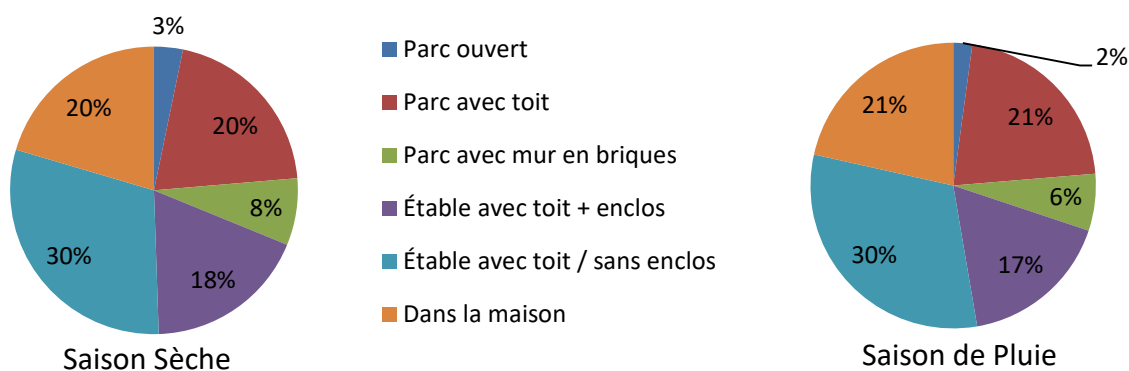 3%
20%
8%
18%
30%
20%
Saison Sèche
Parc ouvert
Parc avec toit
Parc avec mur en briques
Étable avec toit + enclos
Étable avec toit / sans enclos
Dans la maison
2%
21%
6%
17%
30%
21%
Saison de Pluie